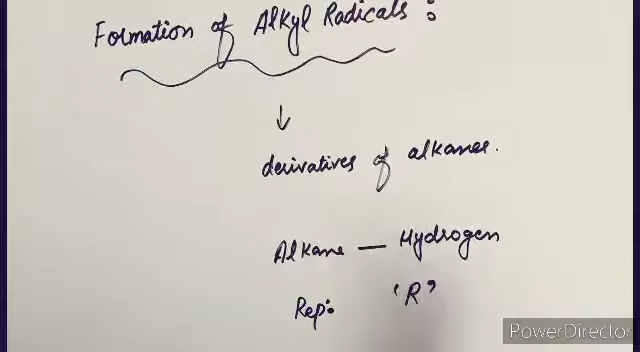 Formation of Alkyl Radicals :
↓
derivatives of alkanes.
Alkane — Hydrogen
Rep: 'R'
PowerDirector